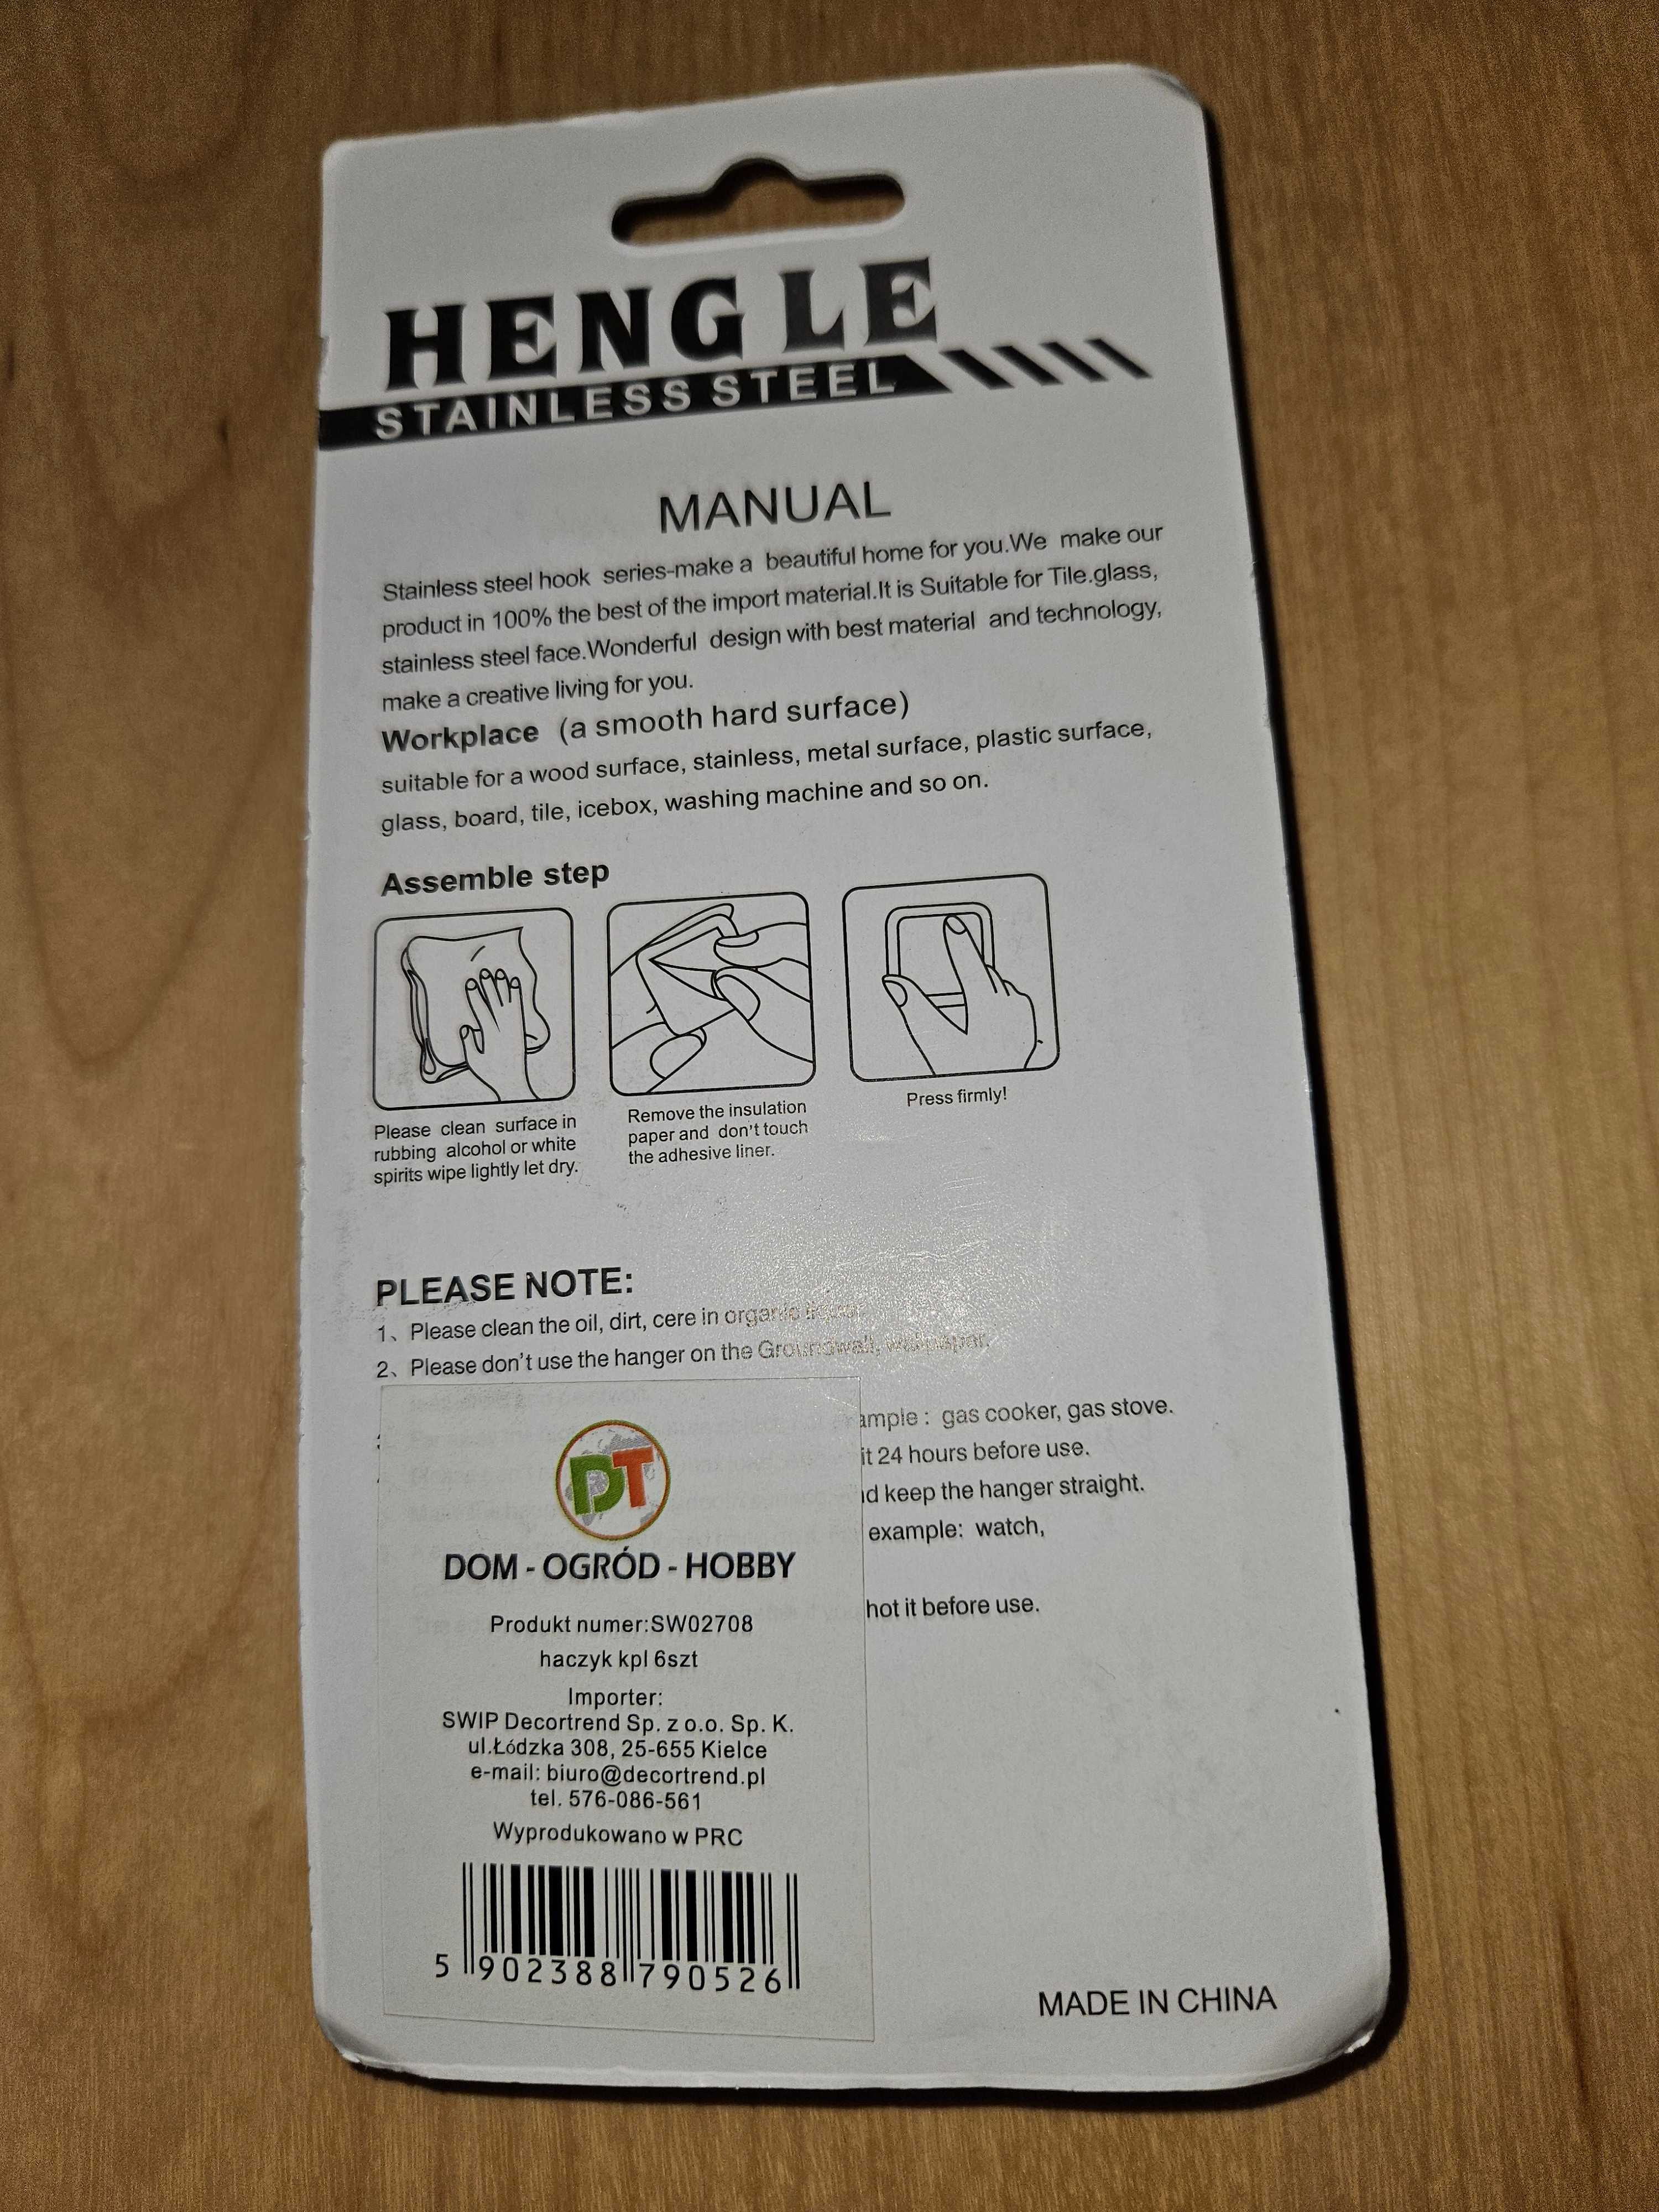 HENG LE
STAINLESS STEEL
MANUAL
Stainless steel hook series-make a beautiful home for you.We make our
product in 100% the best of the import material.It is Suitable for Tile.glass,
stainless steel face.Wonderful design with best material and technology,
make a creative living for you.
Workplace (a smooth hard surface)
suitable for a wood surface, stainless, metal surface, plastic surface,
glass, board, tile, icebox, washing machine and so on.
Assemble step
Please clean surface in
rubbing alcohol or white
spirits wipe lightly let dry.
Remove the insulation
paper and don't touch
the adhesive liner.
Press firmly!
PLEASE NOTE:
1、Please clean the oil, dirt, cere in organic liquor.
2、Please don't use the hanger on the Groundwall, wallpaper.
ample : gas cooker, gas stove.
it 24 hours before use.
d keep the hanger straight.
example: watch,
hot it before use.
DT
DOM - OGRÓD - HOBBY
Produkt numer:SW02708
haczyk kpl 6szt
Importer:
SWIP Decortrend Sp. z o.o. Sp. K.
ul.Łódzka 308, 25-655 Kielce
e-mail: biuro@decortrend.pl
tel. 576-086-561
Wyprodukowano w PRC
5 902388 790526
MADE IN CHINA